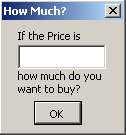 How Much?
If the Price is
how much do you
want to buy?
OK